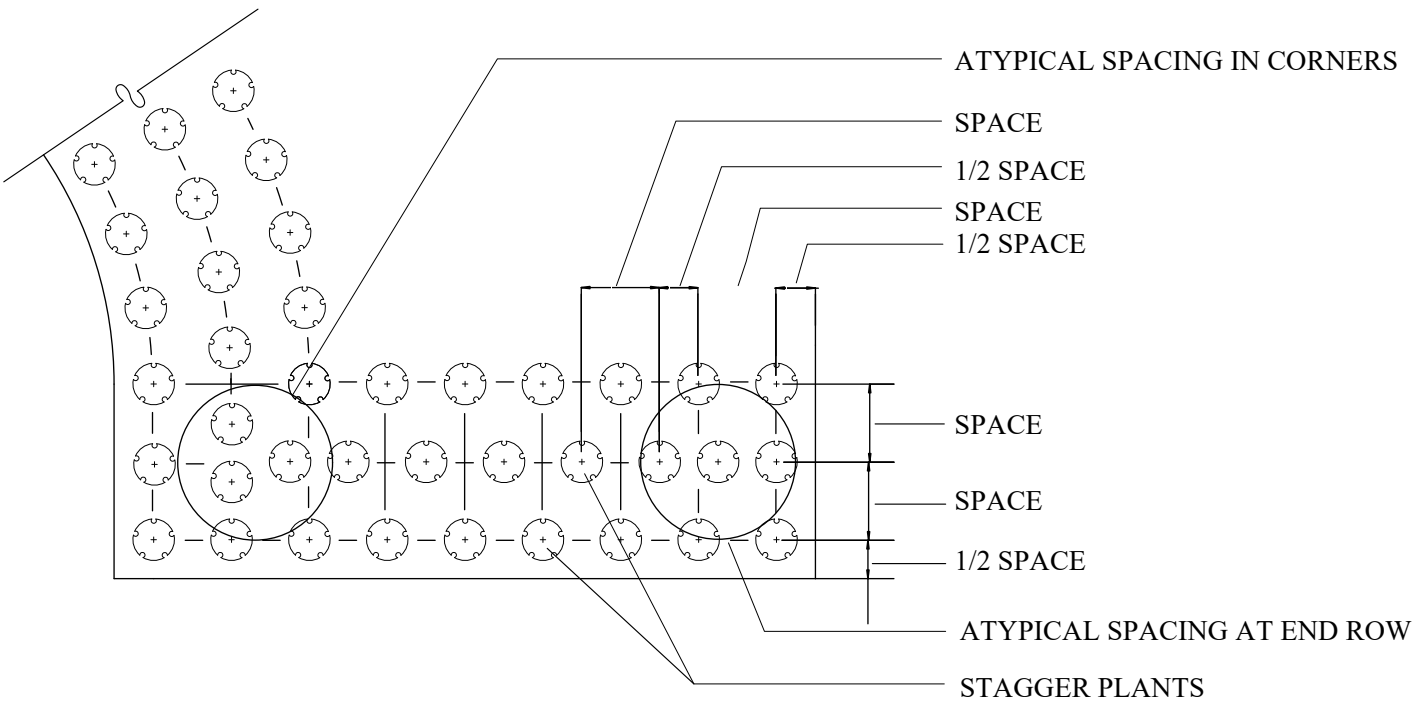 ATYPICAL SPACING IN CORNERS
SPACE
1/2 SPACE
SPACE
1/2 SPACE
SPACE
SPACE
1/2 SPACE
ATYPICAL SPACING AT END ROW
STAGGER PLANTS